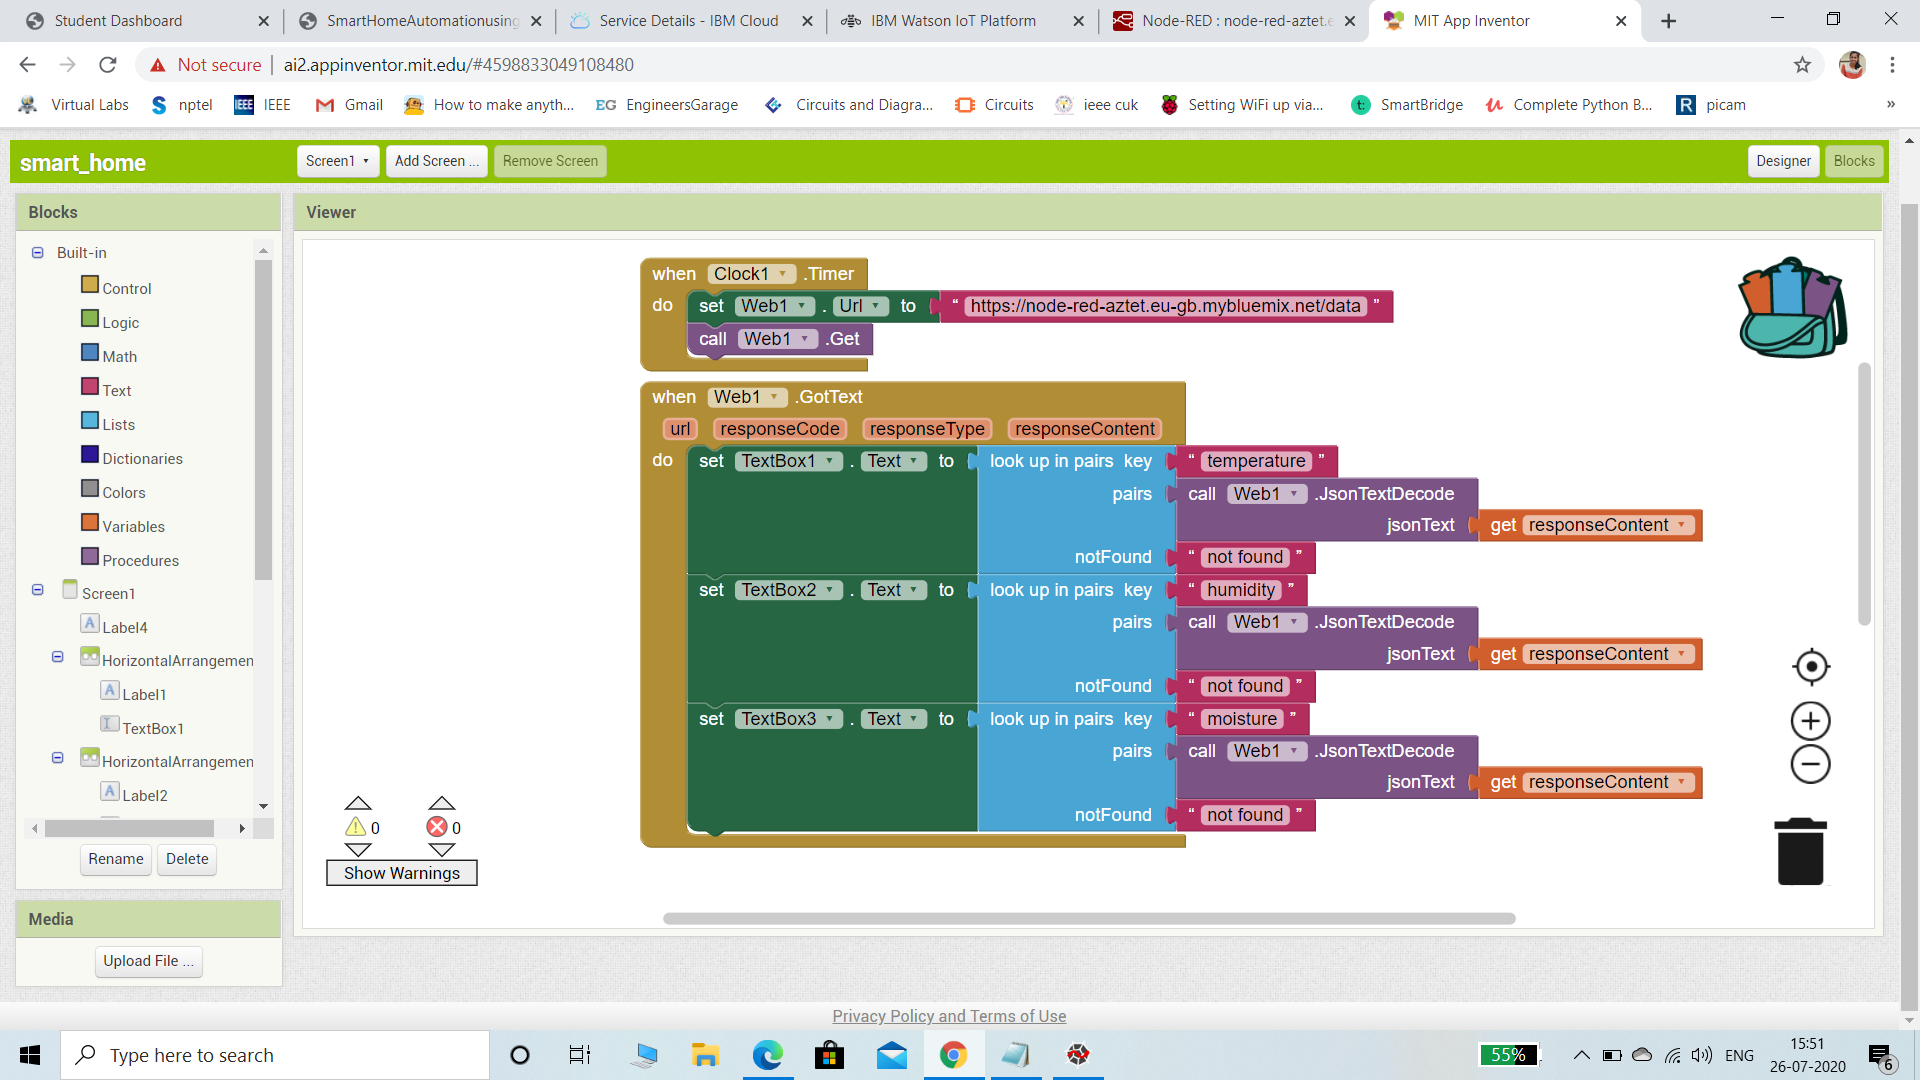 Student Dashboard
SmartHomeAutomationusing
Service Details - IBM Cloud
IBM Watson IoT Platform
Node-RED : node-red-aztet.e
MIT App Inventor
Not secure | ai2.appinventor.mit.edu/#4598833049108480
Virtual Labs
nptel
IEEE IEEE
Gmail
How to make anyth...
EG EngineersGarage
Circuits and Diagra...
Circuits
ieee cuk
Setting WiFi up via...
t: SmartBridge
Complete Python B...
R picam
»
smart_home
Screen1
Add Screen ...
Remove Screen
Designer
Blocks
Blocks
Viewer
Built-in
Control
Logic
Math
Text
Lists
Dictionaries
Colors
Variables
Procedures
Screen1
A Label4
HorizontalArrangemen
A Label1
TextBox1
HorizontalArrangemen
A Label2
Rename
Delete
Media
Upload File ...
when Clock1 .Timer
do set Web1 . Url to “ https://node-red-aztet.eu-gb.mybluemix.net/data ”
call Web1 .Get
when Web1 .GotText
url responseCode responseType responseContent
do set TextBox1 . Text to look up in pairs key “ temperature ”
pairs call Web1 .JsonTextDecode
jsonText get responseContent
notFound “ not found ”
set TextBox2 . Text to look up in pairs key “ humidity ”
pairs call Web1 .JsonTextDecode
jsonText get responseContent
notFound “ not found ”
set TextBox3 . Text to look up in pairs key “ moisture ”
pairs call Web1 .JsonTextDecode
jsonText get responseContent
notFound “ not found ”
0 0
Show Warnings
Privacy Policy and Terms of Use
Type here to search
55%
ENG
15:51
26-07-2020
6